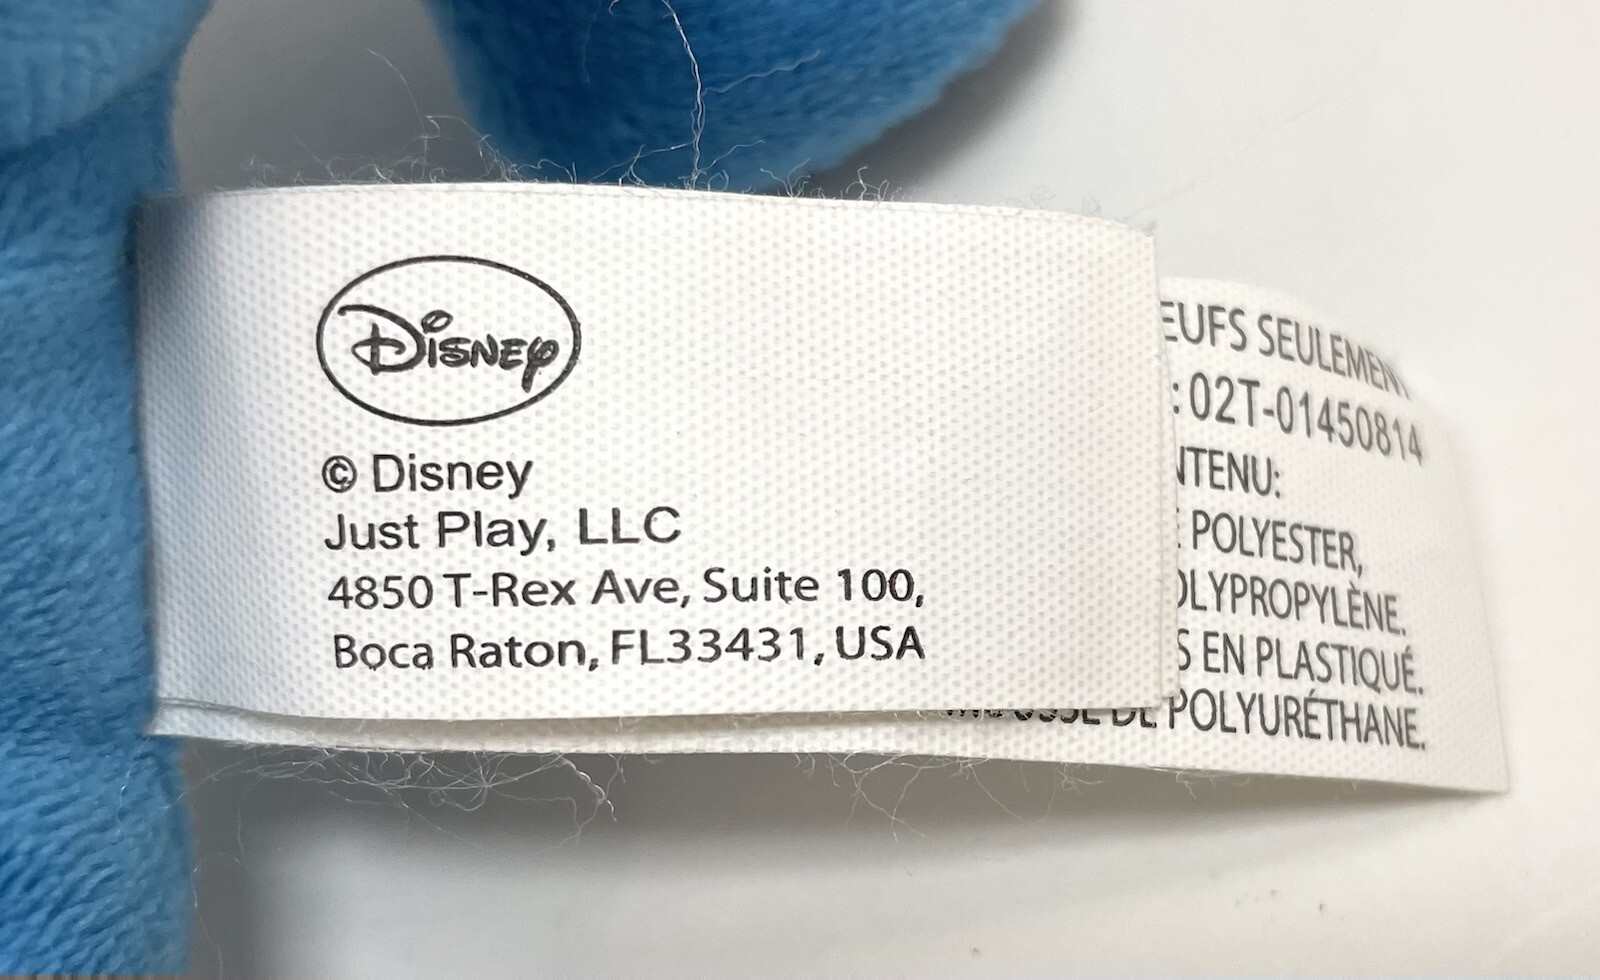 Disney
© Disney
Just Play, LLC
4850 T-Rex Ave, Suite 100,
Boca Raton, FL33431, USA
EUFS SEULEMENT
: 02T-01450814
NTENU:
POLYESTER,
OLYPROPYLÈNE.
S EN PLASTIQUÉ.
DE POLYURÉTHANE.